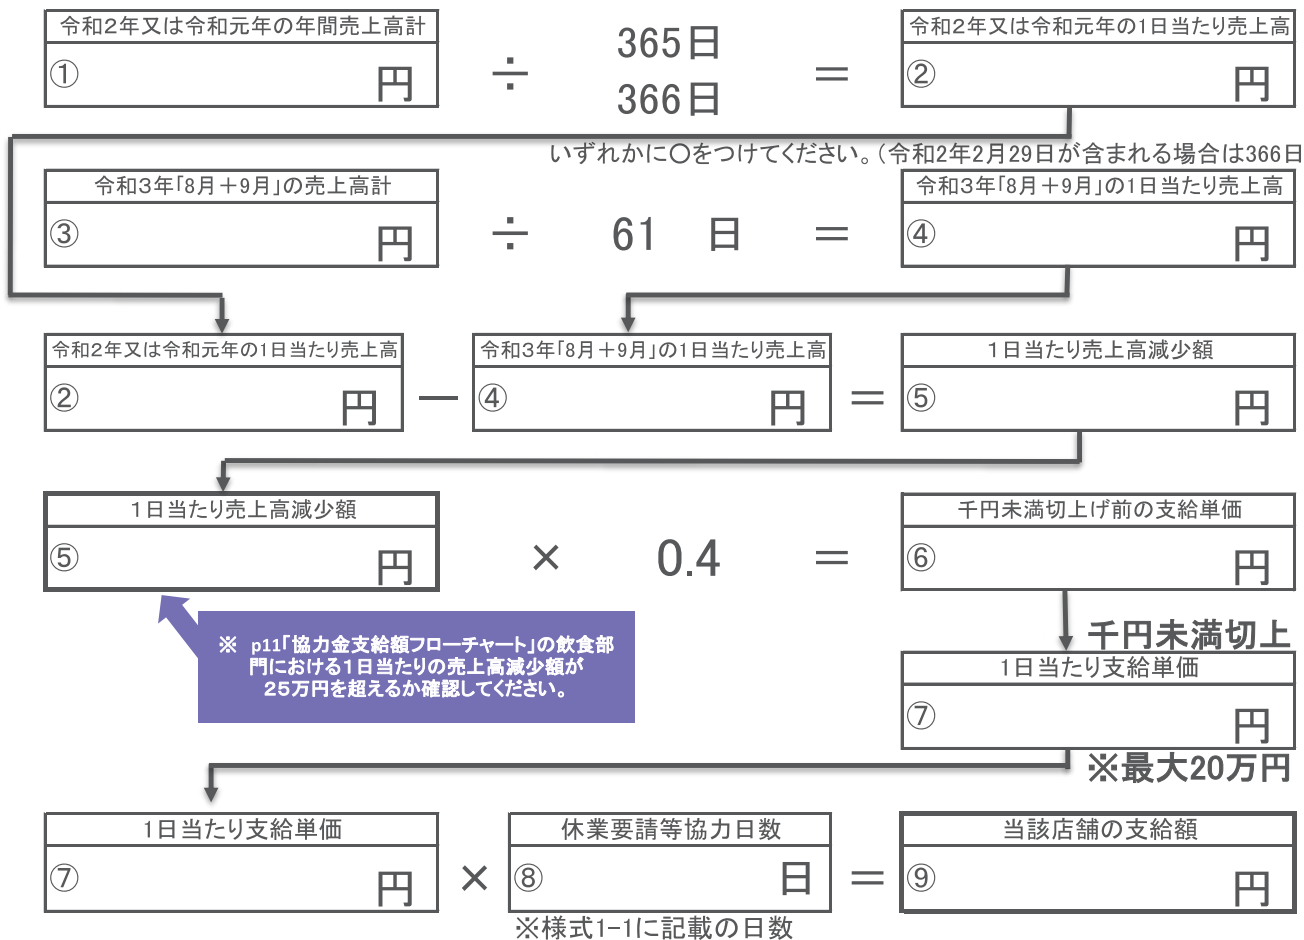 令和２年又は令和元年の年間売上高計
① 円
÷
365日
366日
＝
令和２年又は令和元年の1日当たり売上高
② 円
いずれかに〇をつけてください。（令和2年2月29日が含まれる場合は366日
令和３年「8月＋9月」の売上高計
③ 円
÷
61　日
＝
令和３年「8月＋9月」の1日当たり売上高
④ 円
令和２年又は令和元年の1日当たり売上高
② 円
－
令和３年「8月＋9月」の1日当たり売上高
④ 円
＝
１日当たり売上高減少額
⑤ 円
１日当たり売上高減少額
⑤ 円
×
0.4
＝
千円未満切上げ前の支給単価
⑥ 円
※　p11「協力金支給額フローチャート」の飲食部
門における１日当たりの売上高減少額が
２５万円を超えるか確認してください。
千円未満切上
1日当たり支給単価
⑦ 円
※最大20万円
1日当たり支給単価
⑦ 円
×
休業要請等協力日数
⑧ 日
※様式1-1に記載の日数
＝
当該店舗の支給額
⑨ 円